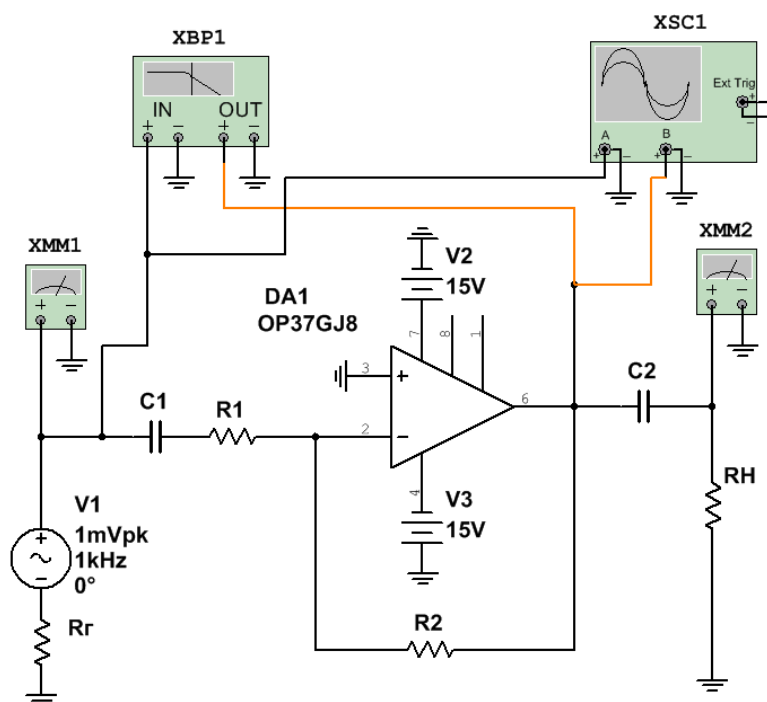 XBP1
XSC1
IN OUT
+ − + −
Ext Trig
+
−
A B
+ − + −
XMM1
+ −
XMM2
+ −
V2
15V
DA1
OP37GJ8
7 8 1
3 +
2 −
6
4
C1 R1
C2
RH
V1
1mVpk
1kHz
0°
+
−
V3
15V
Rг
R2